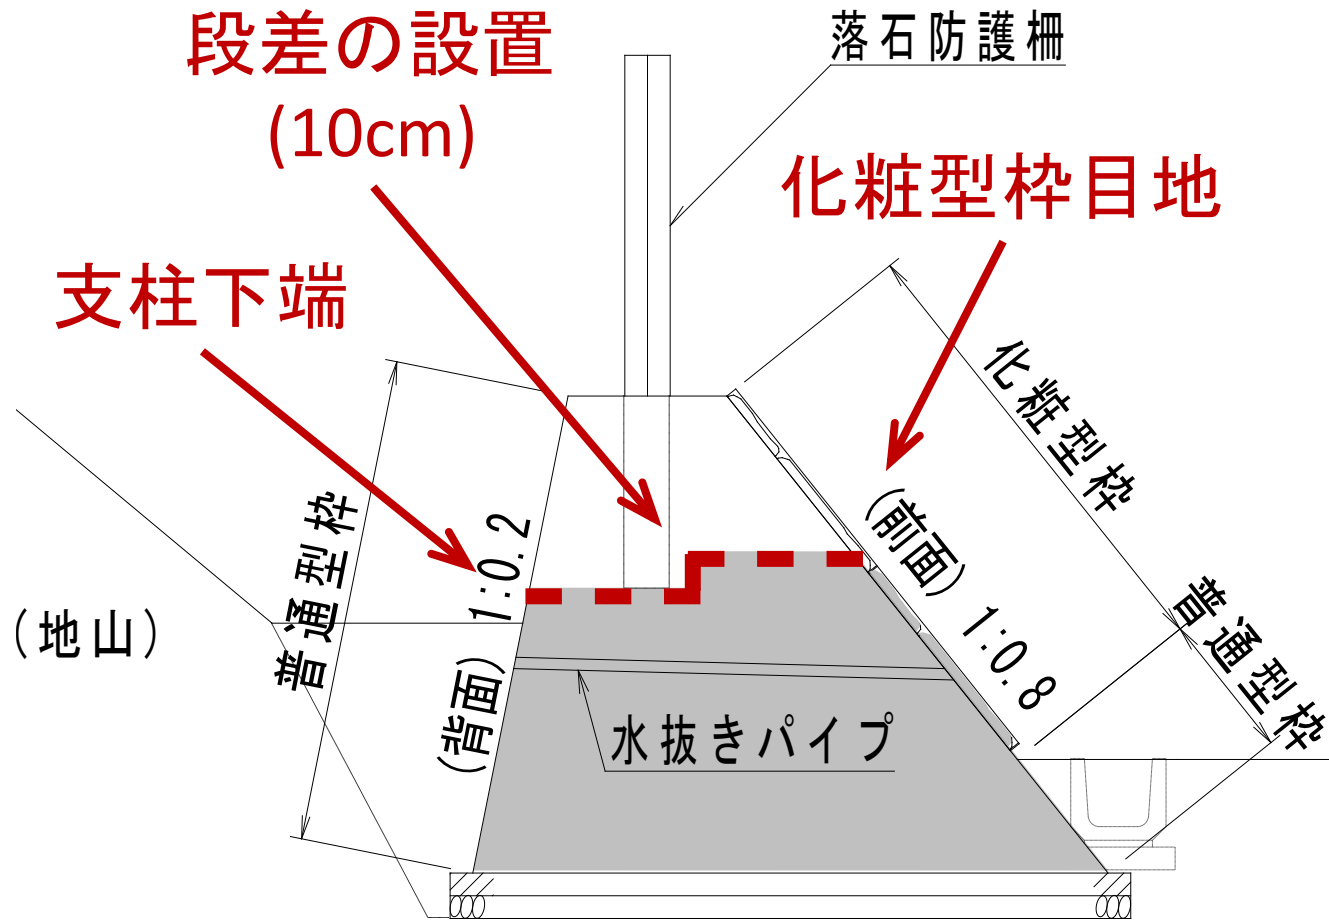 段差の設置
(10cm)
落石防護柵
化粧型枠目地
支柱下端
化粧型枠
普通型枠
(背面) 1:0.2
(前面) 1:0.8
普通型枠
(地山)
水抜きパイプ